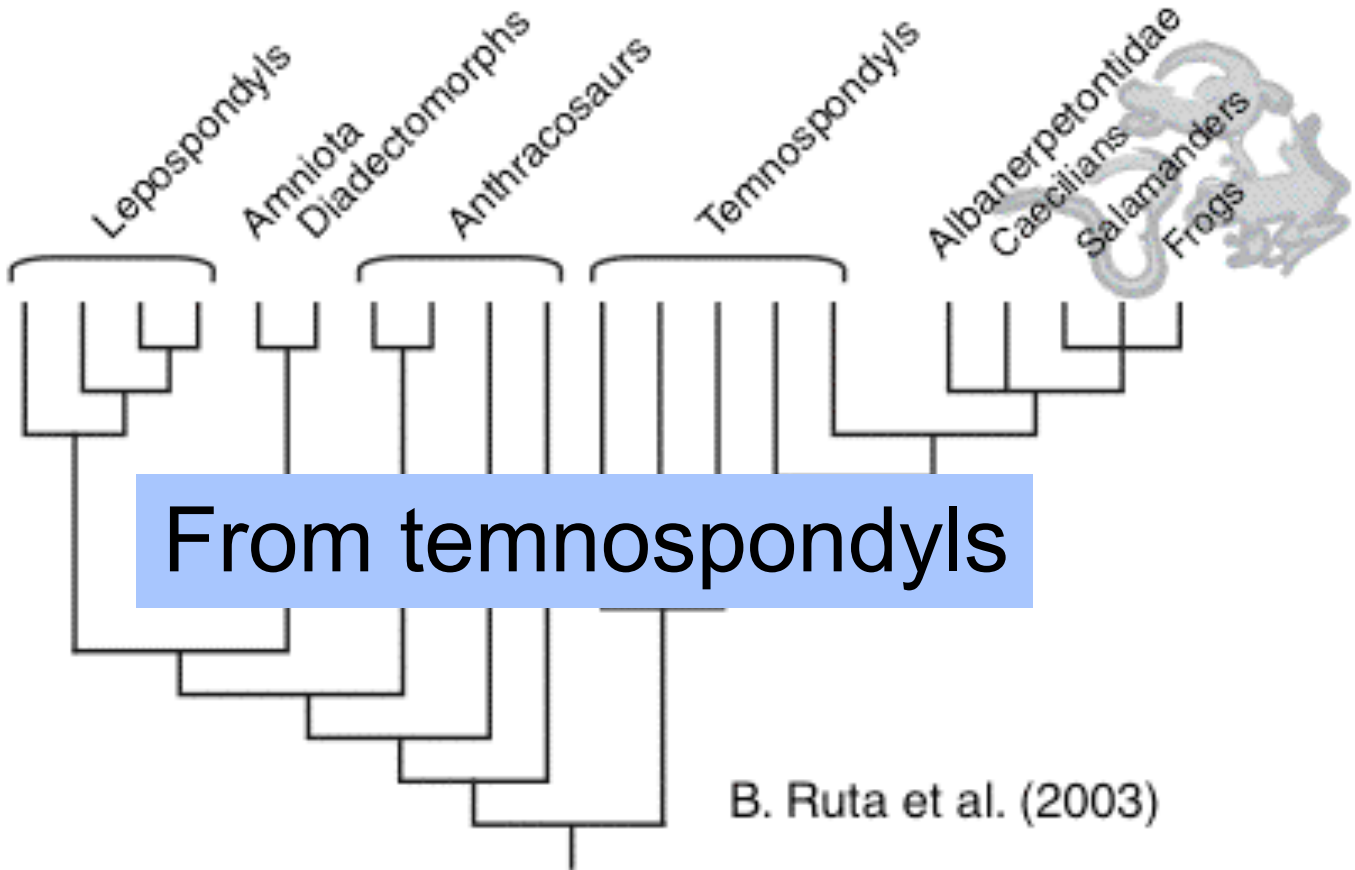 Lepospondyls
Amniota
Diadectomorphs
Anthracosaurs
Temnospondyls
Albanerpetontidae
Caecilians
Salamanders
Frogs
From temnospondyls
B. Ruta et al. (2003)